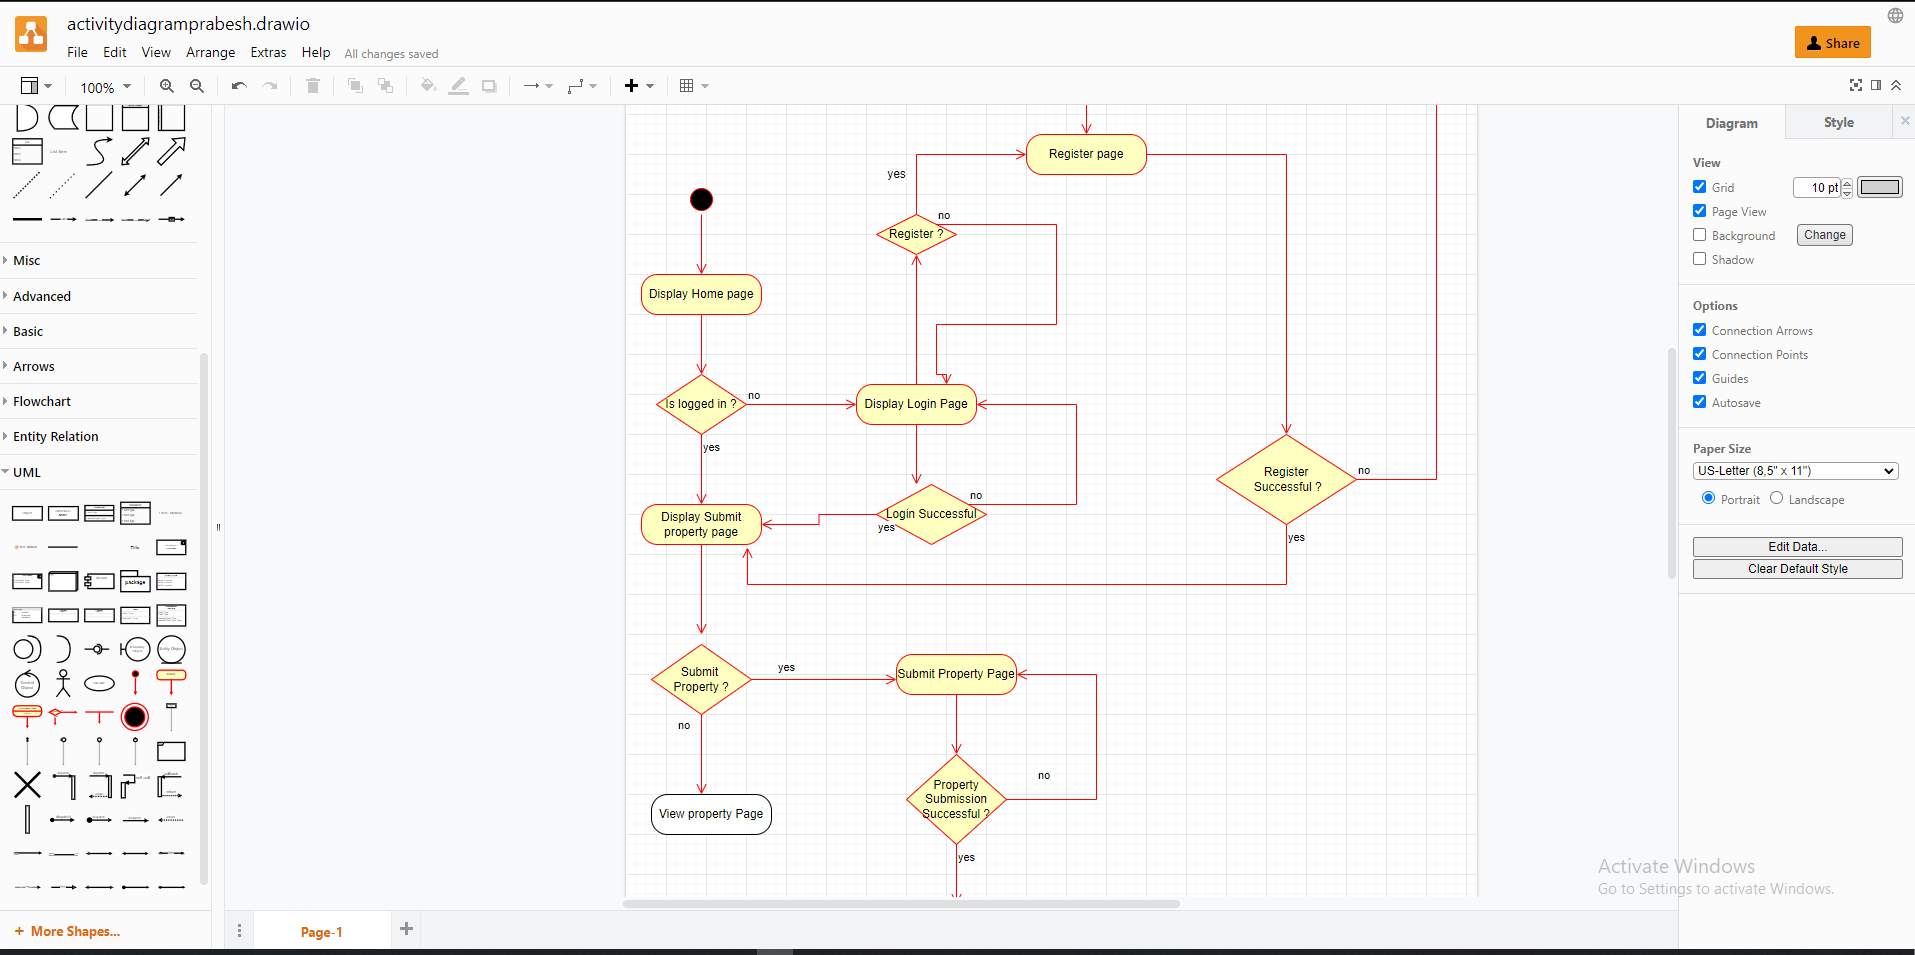 activitydiagramprabesh.drawio
File Edit View Arrange Extras Help All changes saved
Share
100%
Misc
Advanced
Basic
Arrows
Flowchart
Entity Relation
UML
package
Title
+ More Shapes...
Register page
yes
no
Register ?
Display Home page
Is logged in ?
no
Display Login Page
yes
Register
Successful ?
no
Display Submit
property page
no
Login Successful
yes
yes
Submit
Property ?
yes
Submit Property Page
no
no
Property
Submission
Successful ?
View property Page
yes
Page-1
Diagram
Style
View
Grid
10 pt
Page View
Background
Change
Shadow
Options
Connection Arrows
Connection Points
Guides
Autosave
Paper Size
US-Letter (8,5" x 11")
Portrait
Landscape
Edit Data...
Clear Default Style
Activate Windows
Go to Settings to activate Windows.